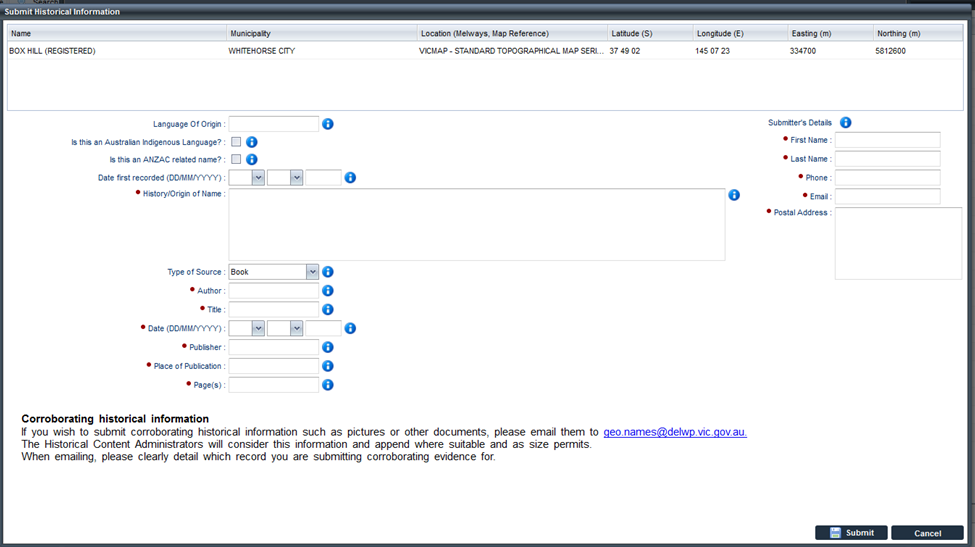 Submit Historical Information
Name Municipality Location (Melways, Map Reference) Latitude (S) Longitude (E) Easting (m) Northing (m)
BOX HILL (REGISTERED) WHITEHORSE CITY VICMAP - STANDARD TOPOGRAPHICAL MAP SERI... 37 49 02 145 07 23 334700 5812600
Language Of Origin :
Is this an Australian Indigenous Language? :
Is this an ANZAC related name? :
Date first recorded (DD/MM/YYYY) :
• History/Origin of Name :
Type of Source : Book
• Author :
• Title :
• Date (DD/MM/YYYY) :
• Publisher :
• Place of Publication :
• Page(s) :
Submitter's Details
• First Name :
• Last Name :
• Phone :
• Email :
• Postal Address :
Corroborating historical information
If you wish to submit corroborating historical information such as pictures or other documents, please email them to geo.names@delwp.vic.gov.au.
The Historical Content Administrators will consider this information and append where suitable and as size permits.
When emailing, please clearly detail which record you are submitting corroborating evidence for.
Submit Cancel